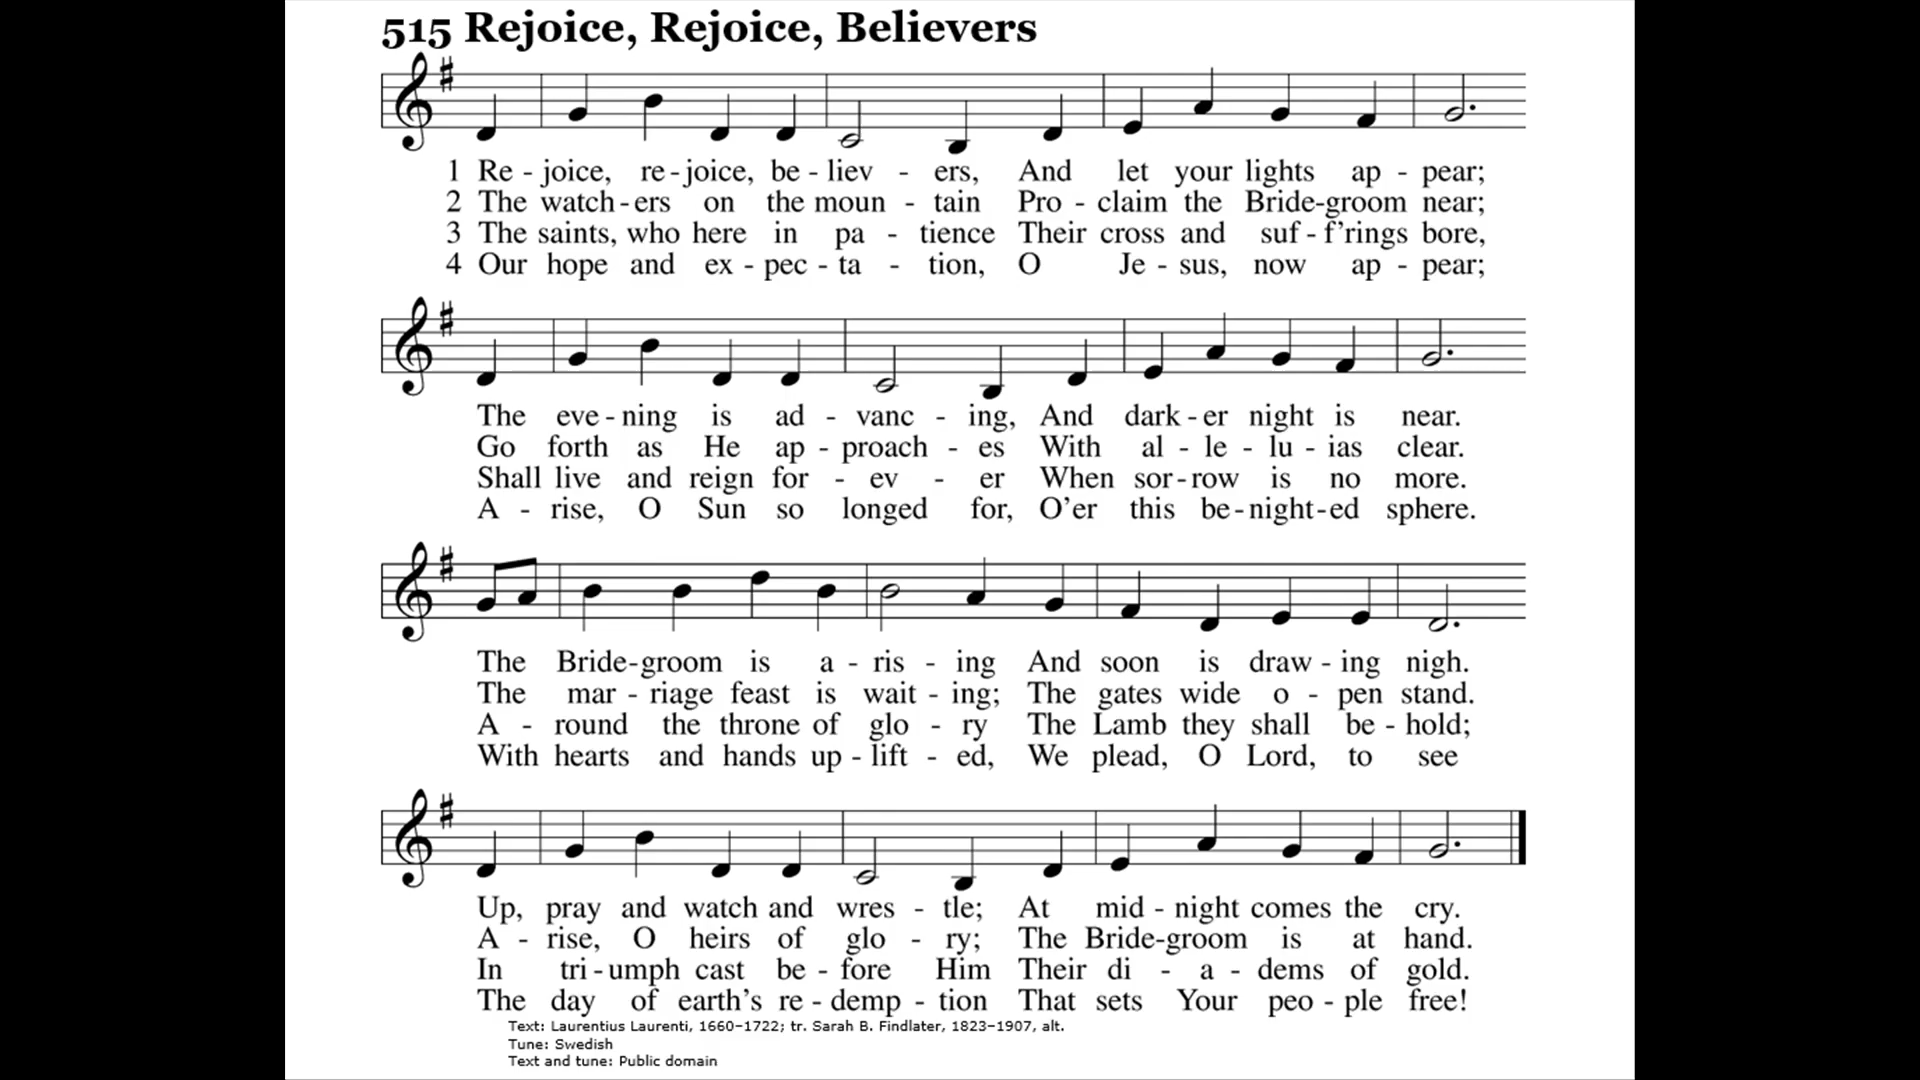 515 Rejoice, Rejoice, Believers
1 Re - joice, re - joice, be - liev - ers, And let your lights ap - pear;
2 The watch - ers on the moun - tain Pro - claim the Bride - groom near;
3 The saints, who here in pa - tience Their cross and suf - f'rings bore,
4 Our hope and ex - pec - ta - tion, O Je - sus, now ap - pear;
The eve - ning is ad - vanc - ing, And dark - er night is near.
Go forth as He ap - proach - es With al - le - lu - ias clear.
Shall live and reign for - ev - er When sor - row is no more.
A - rise, O Sun so longed for, O'er this be - night - ed sphere.
The Bride - groom is a - ris - ing And soon is draw - ing nigh.
The mar - riage feast is wait - ing; The gates wide o - pen stand.
A - round the throne of glo - ry The Lamb they shall be - hold;
With hearts and hands up - lift - ed, We plead, O Lord, to see
Up, pray and watch and wres - tle; At mid - night comes the cry.
A - rise, O heirs of glo - ry; The Bride - groom is at hand.
In tri - umph cast be - fore Him Their di - a - dems of gold.
The day of earth's re - demp - tion That sets Your peo - ple free!
Text: Laurentius Laurenti, 1660–1722; tr. Sarah B. Findlater, 1823–1907, alt.
Tune: Swedish
Text and tune: Public domain